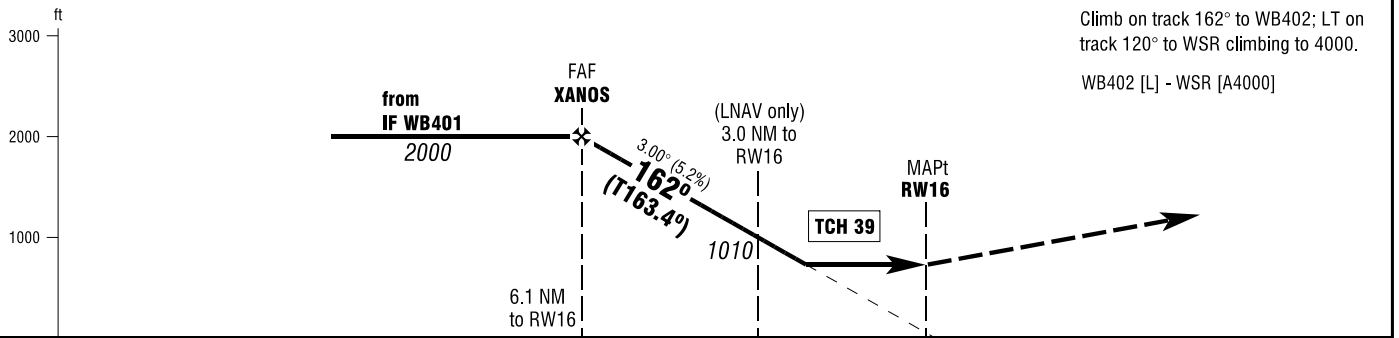 ft
3000
2000
1000
from
IF WB401
2000
FAF
XANOS
6.1 NM
to RW16
3.00° (5.2%)
162º
(T163.4º)
(LNAV only)
3.0 NM to
RW16
1010
TCH 39
MAPt
RW16
Climb on track 162° to WB402; LT on
track 120° to WSR climbing to 4000.
WB402 [L] - WSR [A4000]